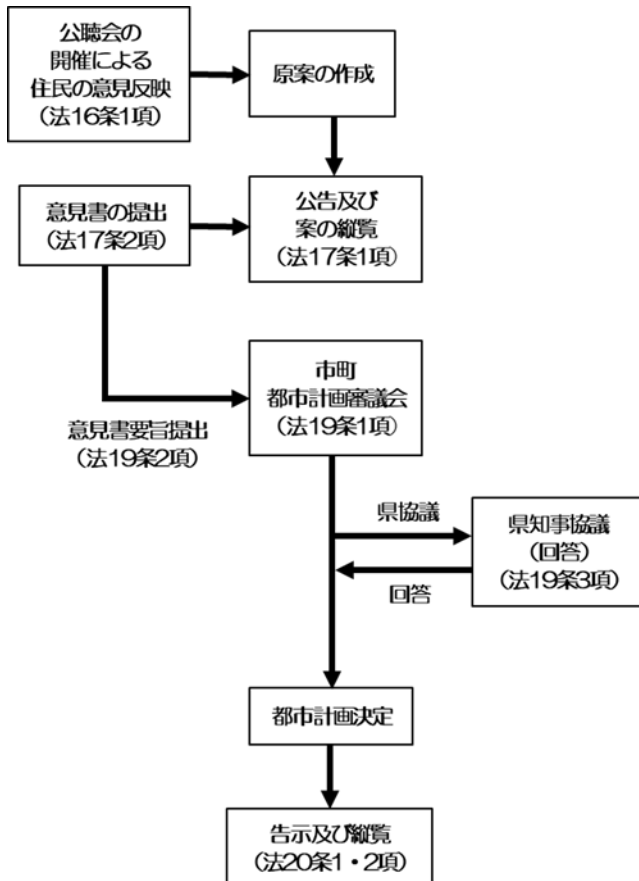 公聴会の
開催による
住民の意見反映
(法16条1項)
原案の作成
意見書の提出
(法17条2項)
公告及び
案の縦覧
(法17条1項)
市町
都市計画審議会
(法19条1項)
意見書要旨提出
(法19条2項)
県協議
県知事協議
(回答)
(法19条3項)
回答
都市計画決定
告示及び縦覧
(法20条1・2項)